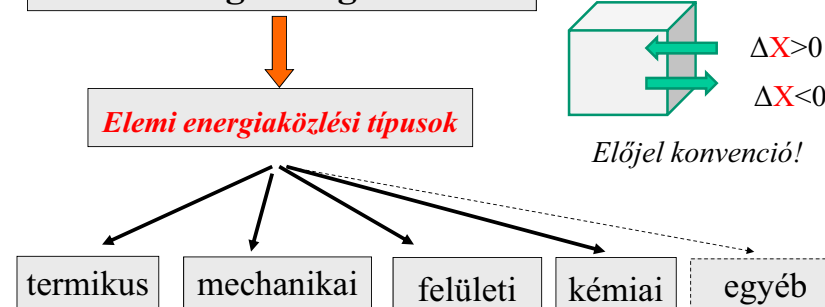 ΔX>0
ΔX<0
Elemi energiaközlési típusok
Előjel konvenció!
termikus
mechanikai
felületi
kémiai
egyéb